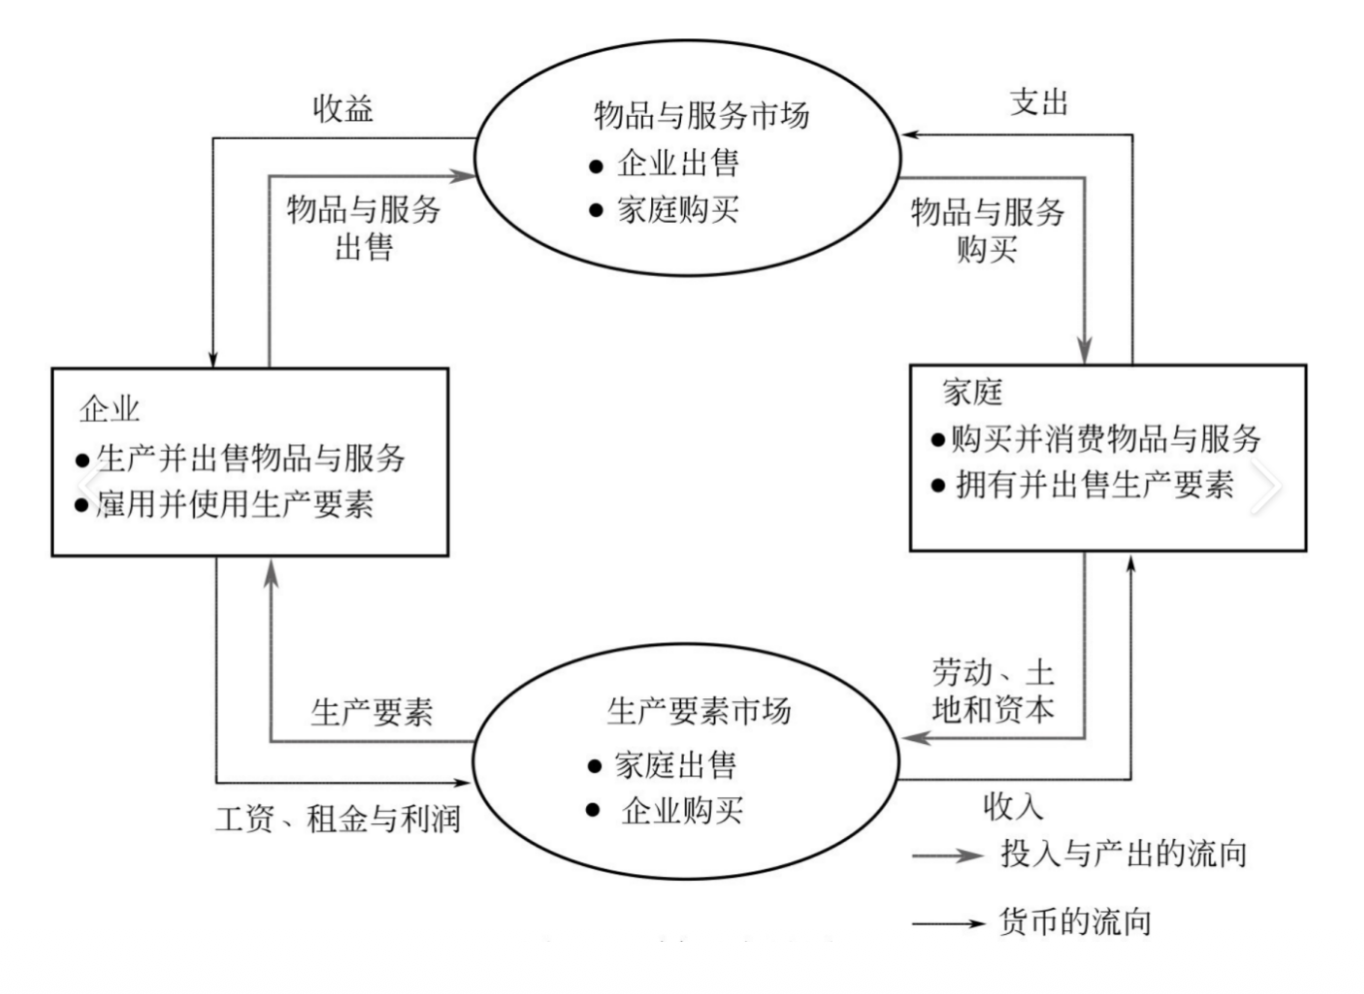 收益
物品与服务市场
● 企业出售
● 家庭购买
支出
物品与服务
出售
物品与服务
购买
企业
●生产并出售物品与服务
●雇用并使用生产要素
家庭
●购买并消费物品与服务
● 拥有并出售生产要素
生产要素
生产要素市场
● 家庭出售
● 企业购买
劳动、土
地和资本
工资、租金与利润
收入
投入与产出的流向
货币的流向